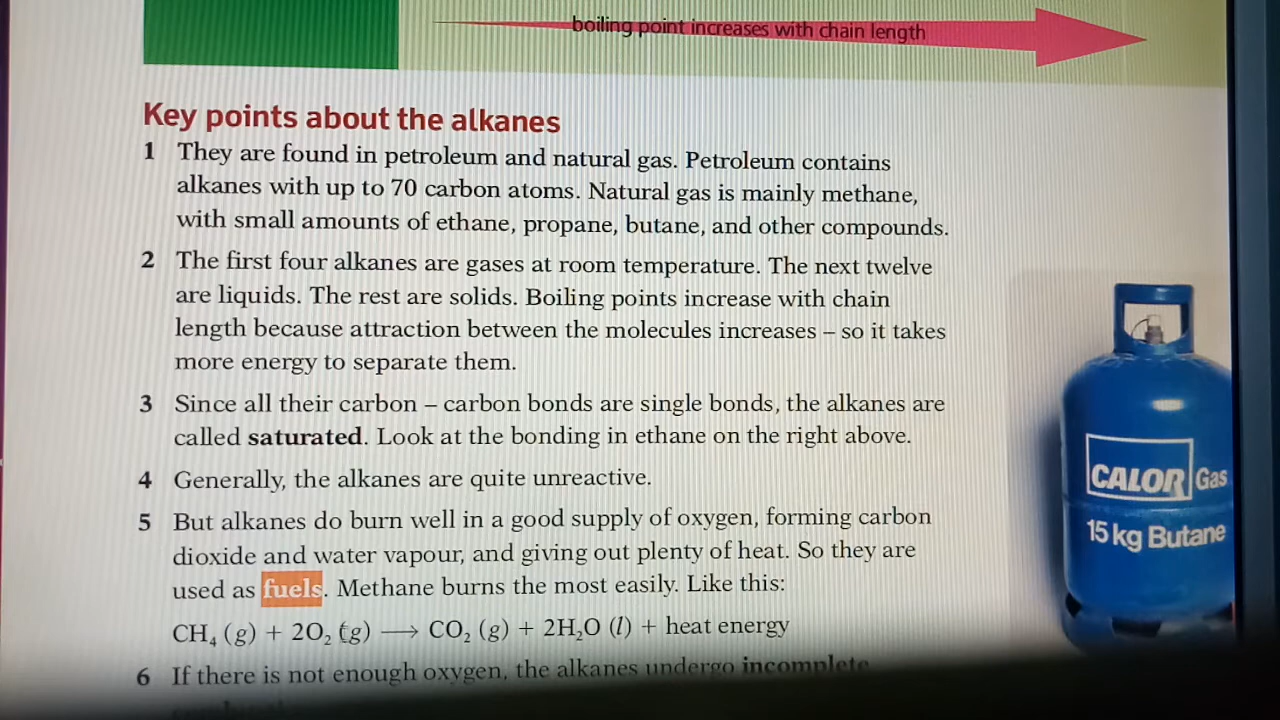 boiling point increases with chain length
Key points about the alkanes
1 They are found in petroleum and natural gas. Petroleum contains
alkanes with up to 70 carbon atoms. Natural gas is mainly methane,
with small amounts of ethane, propane, butane, and other compounds.
2 The first four alkanes are gases at room temperature. The next twelve
are liquids. The rest are solids. Boiling points increase with chain
length because attraction between the molecules increases – so it takes
more energy to separate them.
3 Since all their carbon – carbon bonds are single bonds, the alkanes are
called saturated. Look at the bonding in ethane on the right above.
4 Generally, the alkanes are quite unreactive.
5 But alkanes do burn well in a good supply of oxygen, forming carbon
dioxide and water vapour, and giving out plenty of heat. So they are
used as fuels. Methane burns the most easily. Like this:
CH₄ (g) + 2O₂ (g) ⟶ CO₂ (g) + 2H₂O (l) + heat energy
6 If there is not enough oxygen, the alkanes undergo incomplete
CALOR Gas
15 kg Butane